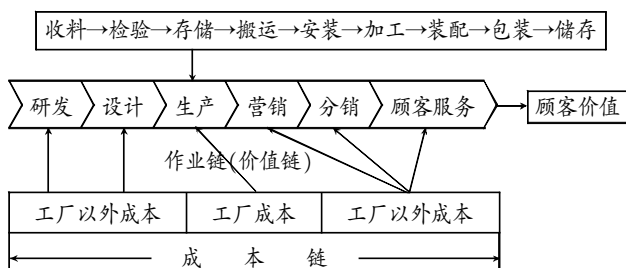 收料→检验→存储→搬运→安装→加工→装配→包装→储存
研发 设计 生产 营销 分销 顾客服务 顾客价值
作业链(价值链)
工厂以外成本 工厂成本 工厂以外成本
成本链